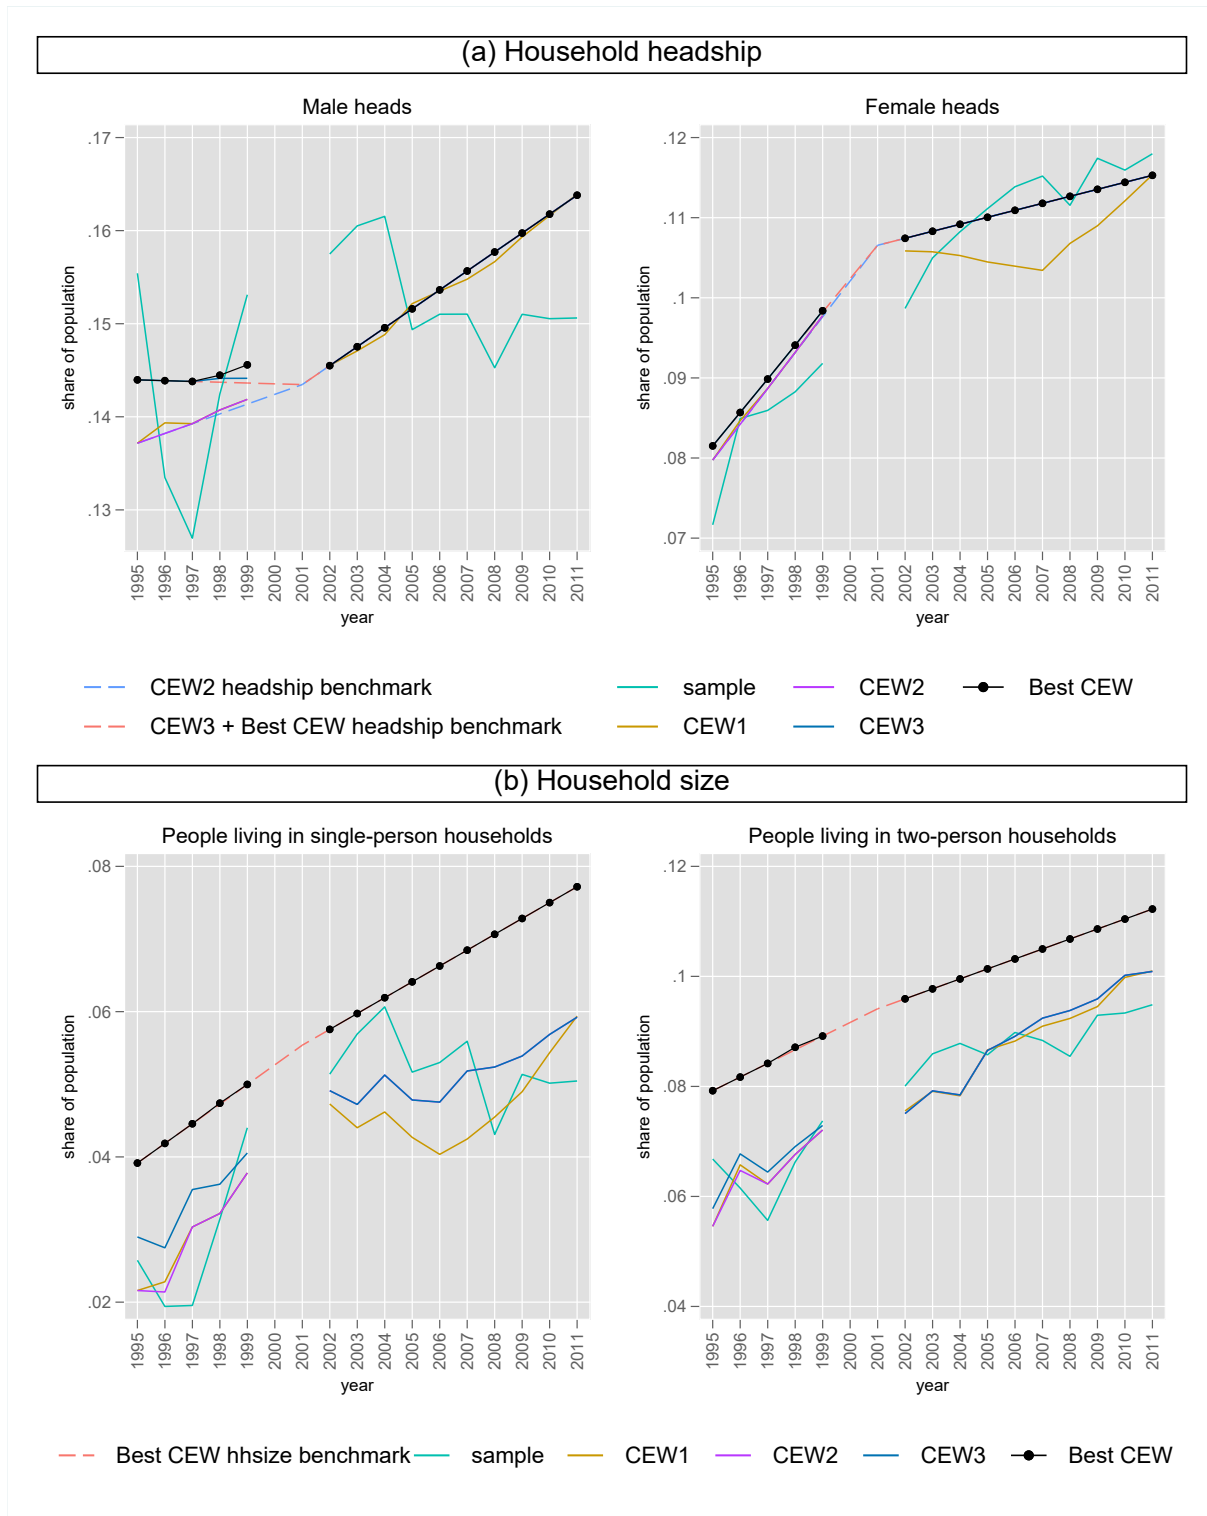 (a) Household headship
Male heads
Female heads
.17
.16
.15
.14
.13
share of population
1995 1996 1997 1998 1999 2000 2001 2002 2003 2004 2005 2006 2007 2008 2009 2010 2011
year
.12
.11
.1
.09
.08
.07
share of population
1995 1996 1997 1998 1999 2000 2001 2002 2003 2004 2005 2006 2007 2008 2009 2010 2011
year
CEW2 headship benchmark sample CEW2 Best CEW
CEW3 + Best CEW headship benchmark CEW1 CEW3
(b) Household size
People living in single-person households
People living in two-person households
.08
.06
.04
.02
share of population
1995 1996 1997 1998 1999 2000 2001 2002 2003 2004 2005 2006 2007 2008 2009 2010 2011
year
.12
.1
.08
.06
.04
share of population
1995 1996 1997 1998 1999 2000 2001 2002 2003 2004 2005 2006 2007 2008 2009 2010 2011
year
Best CEW hhsize benchmark sample CEW1 CEW2 CEW3 Best CEW